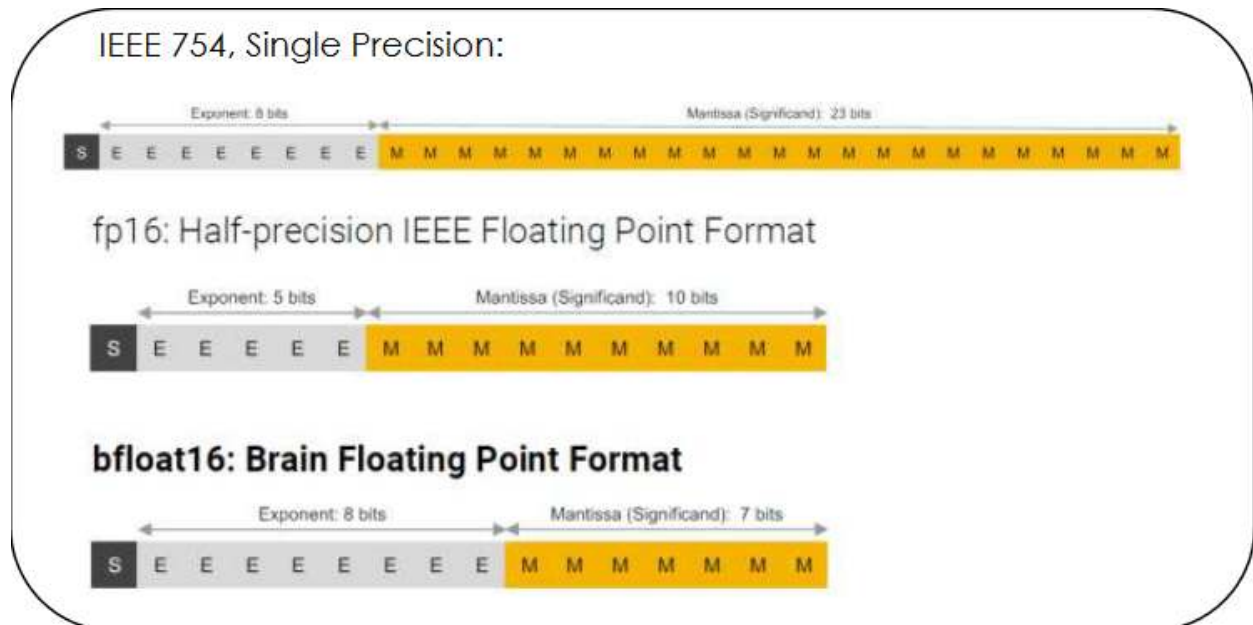 IEEE 754, Single Precision:
Exponent: 8 bits Mantissa (Significand): 23 bits
S E E E E E E E E M M M M M M M M M M M M M M M M M M M M M M M
fp16: Half-precision IEEE Floating Point Format
Exponent: 5 bits Mantissa (Significand): 10 bits
S E E E E E M M M M M M M M M M
bfloat16: Brain Floating Point Format
Exponent: 8 bits Mantissa (Significand): 7 bits
S E E E E E E E E M M M M M M M